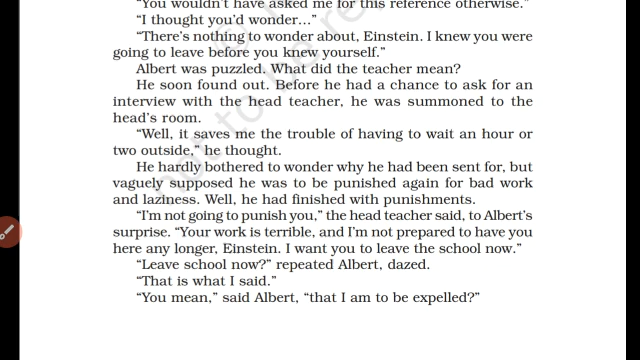 "You wouldn't have asked me for this reference otherwise."
"I thought you'd wonder…"
"There's nothing to wonder about, Einstein. I knew you were
going to leave before you knew yourself."
Albert was puzzled. What did the teacher mean?
He soon found out. Before he had a chance to ask for an
interview with the head teacher, he was summoned to the
head's room.
"Well, it saves me the trouble of having to wait an hour or
two outside," he thought.
He hardly bothered to wonder why he had been sent for, but
vaguely supposed he was to be punished again for bad work
and laziness. Well, he had finished with punishments.
"I'm not going to punish you," the head teacher said, to Albert's
surprise. "Your work is terrible, and I'm not prepared to have you
here any longer, Einstein. I want you to leave the school now."
"Leave school now?" repeated Albert, dazed.
"That is what I said."
"You mean," said Albert, "that I am to be expelled?"
not to be re